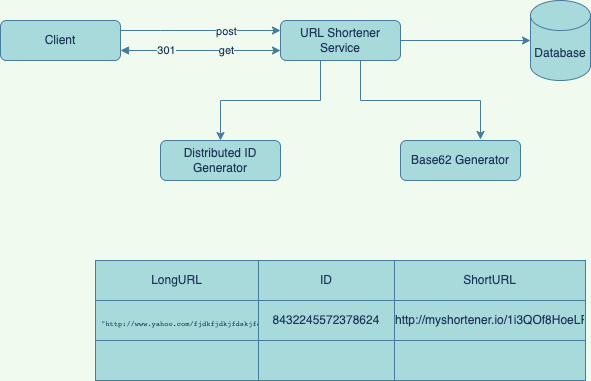 Client
post
301
get
URL Shortener
Service
Database
Distributed ID
Generator
Base62 Generator
LongURL
ID
ShortURL
"http://www.yahoo.com/fjdkfjdkjfdakjf
8432245572378624
http://myshortener.io/1i3QOf8HoeLF